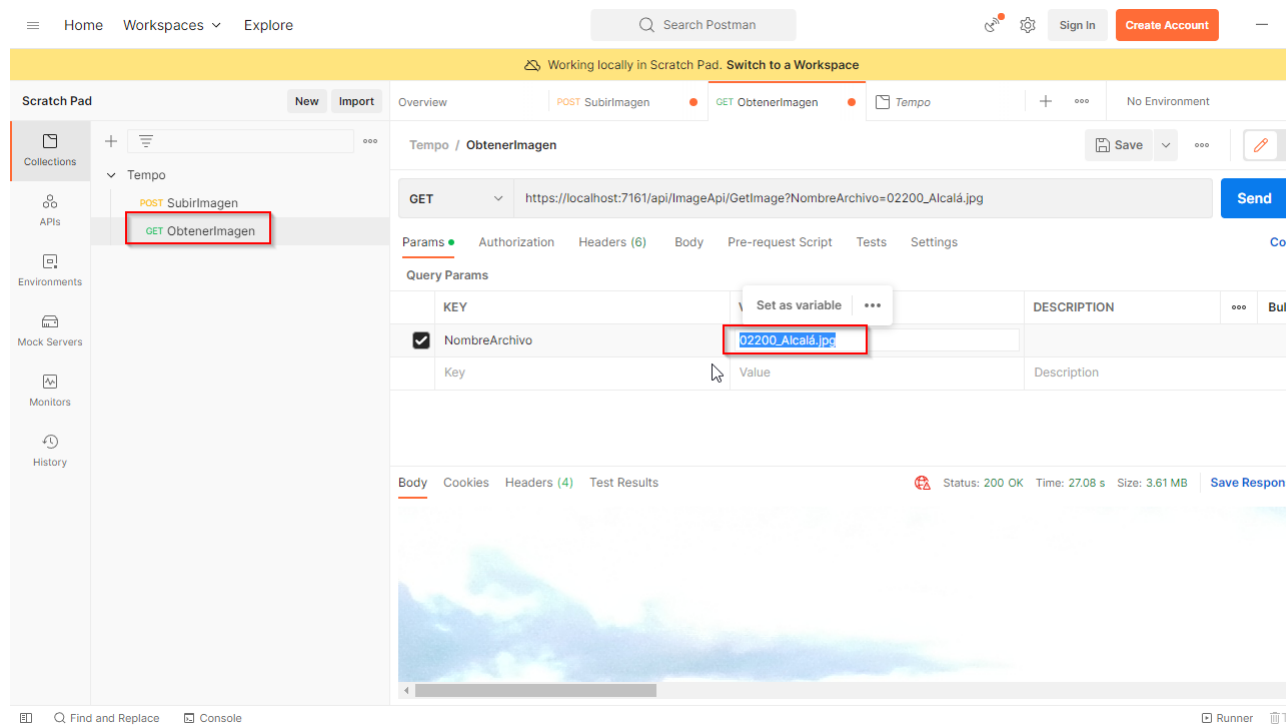 Home Workspaces Explore Search Postman Sign In Create Account
Working locally in Scratch Pad. Switch to a Workspace
Scratch Pad New Import Overview POST SubirImagen GET ObtenerImagen Tempo No Environment
Collections
APIs
Environments
Mock Servers
Monitors
History
Tempo
POST SubirImagen
GET ObtenerImagen
Tempo / ObtenerImagen Save
GET https://localhost:7161/api/ImageApi/GetImage?NombreArchivo=02200_Alcalá.jpg Send
Params Authorization Headers (6) Body Pre-request Script Tests Settings Co
Query Params
Set as variable
KEY DESCRIPTION Bul
NombreArchivo 02200_Alcalá.jpg
Key Value Description
Body Cookies Headers (4) Test Results Status: 200 OK Time: 27.08 s Size: 3.61 MB Save Respon
Find and Replace Console Runner